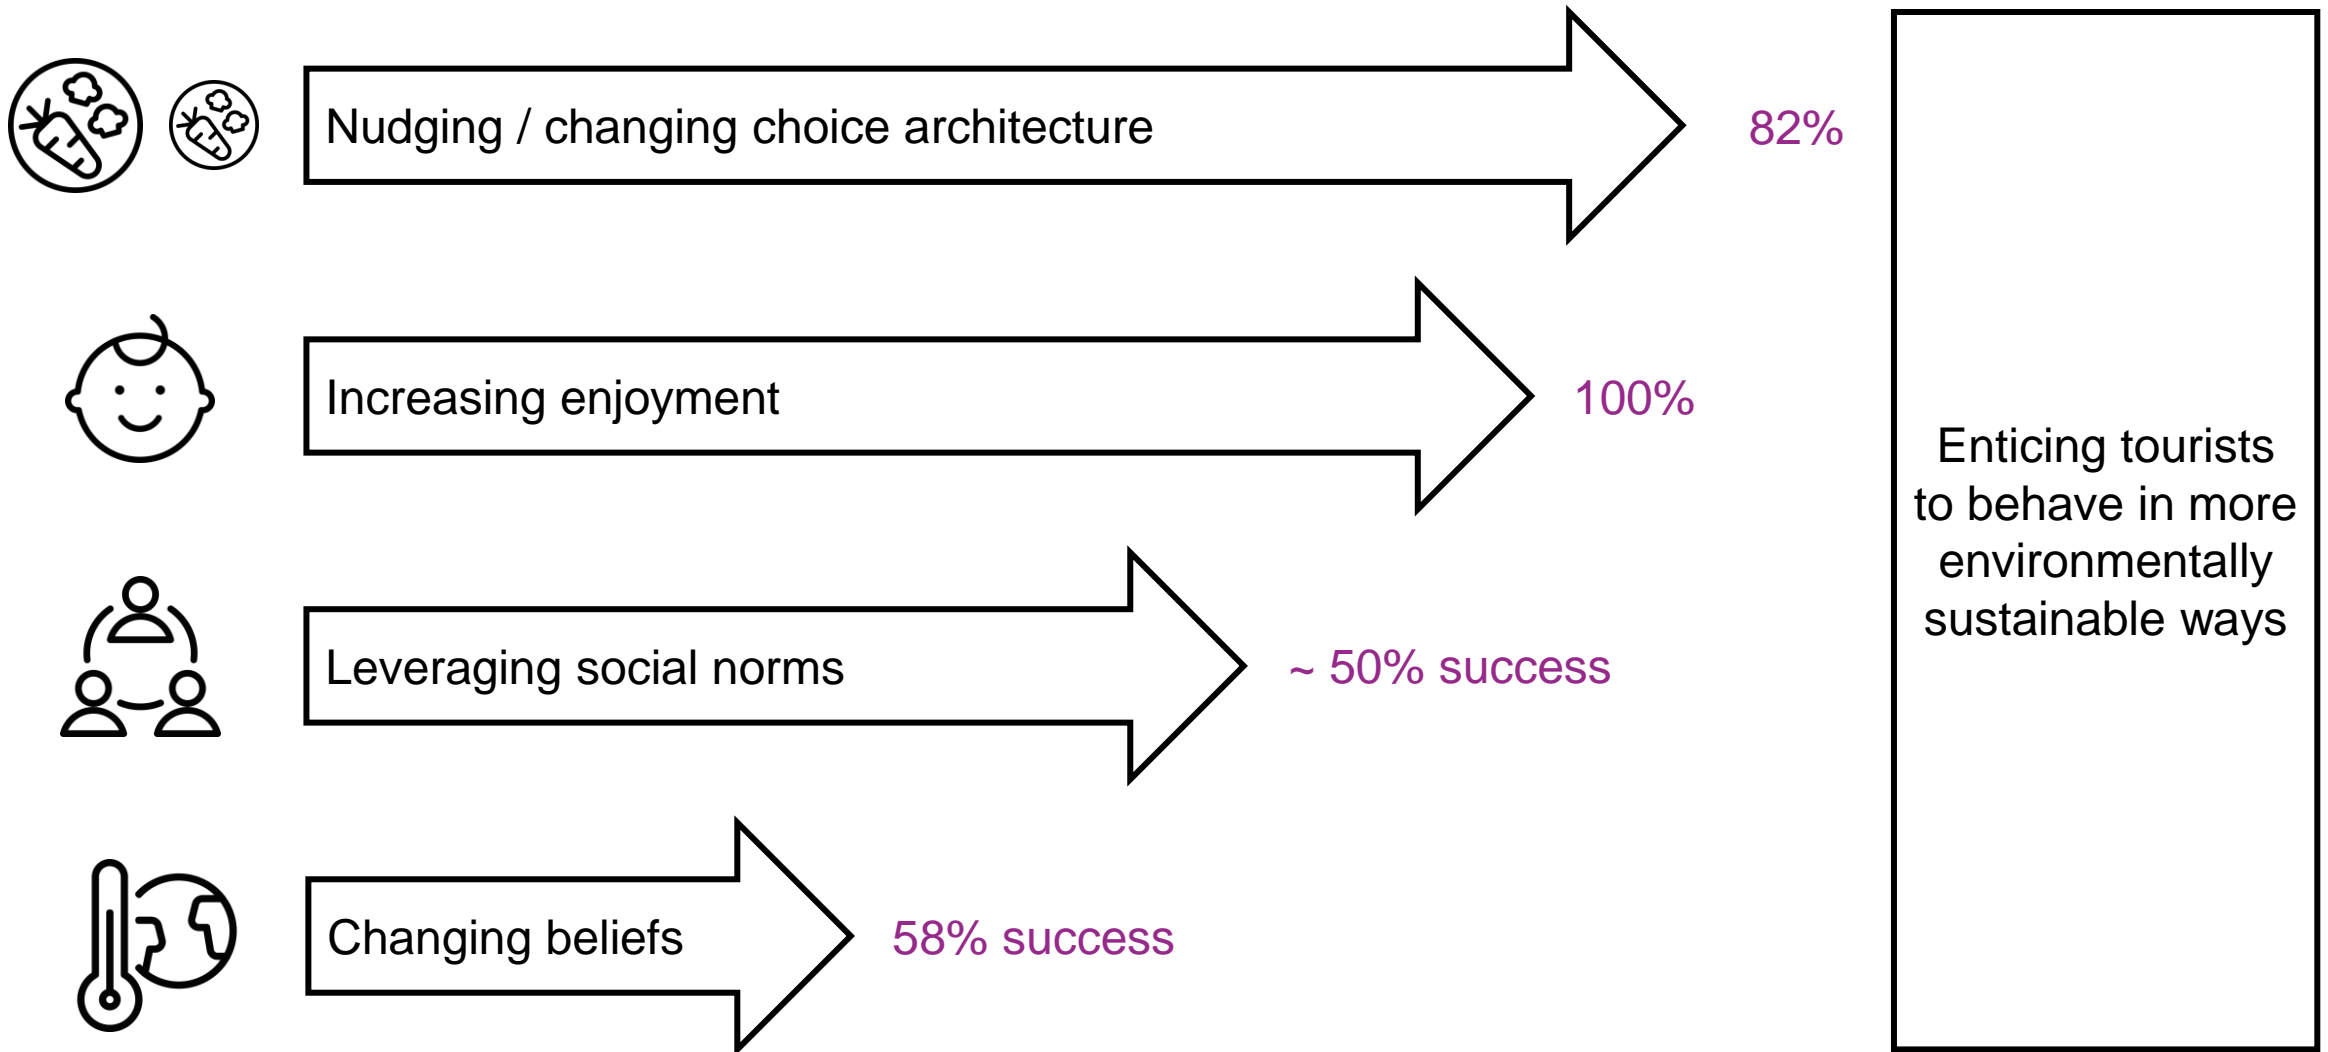 Nudging / changing choice architecture
82%
Increasing enjoyment
100%
Leveraging social norms
~ 50% success
Changing beliefs
58% success
Enticing tourists
to behave in more
environmentally
sustainable ways